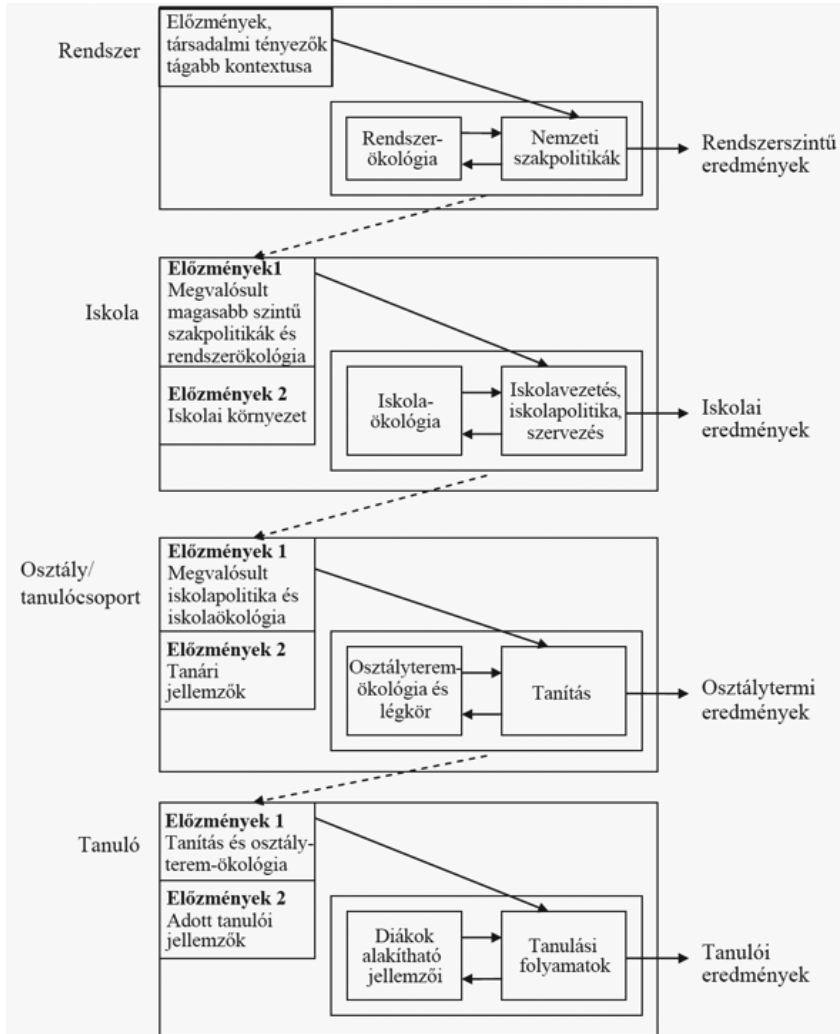 Rendszer
Előzmények,
társadalmi tényezők
tágabb kontextusa
Rendszer-
ökológia
Nemzeti
szakpolitikák
Rendszerszintű
eredmények
Iskola
Előzmények1
Megvalósult
magasabb szintű
szakpolitikák és
rendszerökológia
Előzmények 2
Iskolai környezet
Iskola-
ökológia
Iskolavezetés,
iskolapolitika,
szervezés
Iskolai
eredmények
Osztály/
tanulócsoport
Előzmények 1
Megvalósult
iskolapolitika és
iskolaökológia
Előzmények 2
Tanári
jellemzők
Osztályterem-
ökológia és
légkör
Tanítás
Osztálytermi
eredmények
Tanuló
Előzmények 1
Tanítás és osztály-
terem-ökológia
Előzmények 2
Adott tanulói
jellemzők
Diákok
alakítható
jellemzői
Tanulási
folyamatok
Tanulói
eredmények